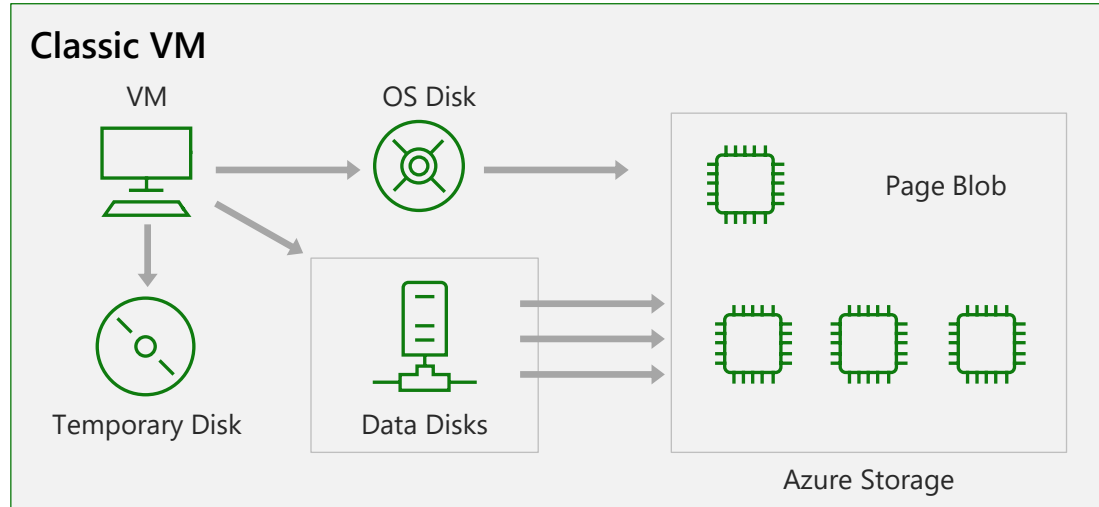 Classic VM
VM
OS Disk
Page Blob
Temporary Disk
Data Disks
Azure Storage